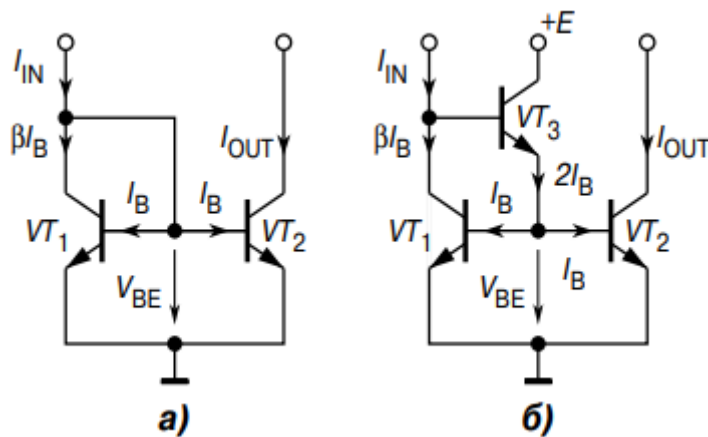 I_IN
βI_B
I_OUT
I_B
I_B
VT_1
VT_2
V_BE
а)
+E
I_IN
VT_3
βI_B
I_OUT
2I_B
I_B
VT_1
VT_2
I_B
V_BE
б)